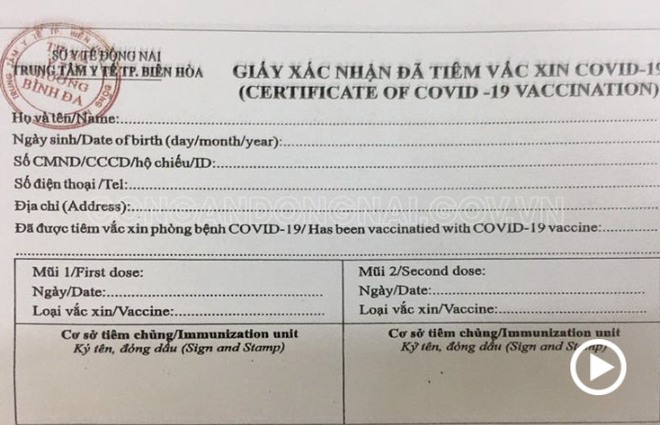 SỞ Y TẾ ĐỒNG NAI
TRUNG TÂM Y TẾ TP. BIÊN HÒA
GIẤY XÁC NHẬN ĐÃ TIÊM VẮC XIN COVID-19
(CERTIFICATE OF COVID -19 VACCINATION)
BÌNH ĐA
Họ và tên/Name:
Ngày sinh/Date of birth (day/month/year):
Số CMND/CCCD/hộ chiếu/ID:
Số điện thoại /Tel:
Địa chỉ (Address):
CONGANDONGNAI.GOV.VN
Đã được tiêm vắc xin phòng bệnh COVID-19/ Has been vaccinatied with COVID-19 vaccine:
Mũi 1/First dose:
Ngày/Date:
Loại vắc xin/Vaccine:
Mũi 2/Second dose:
Ngày/Date:
Loại vắc xin/Vaccine:
Cơ sở tiêm chủng/Immunization unit
Ký tên, đóng dấu (Sign and Stamp)
Cơ sở tiêm chủng/Immunization unit
Ký tên, đóng dấu (Sign and Stamp)